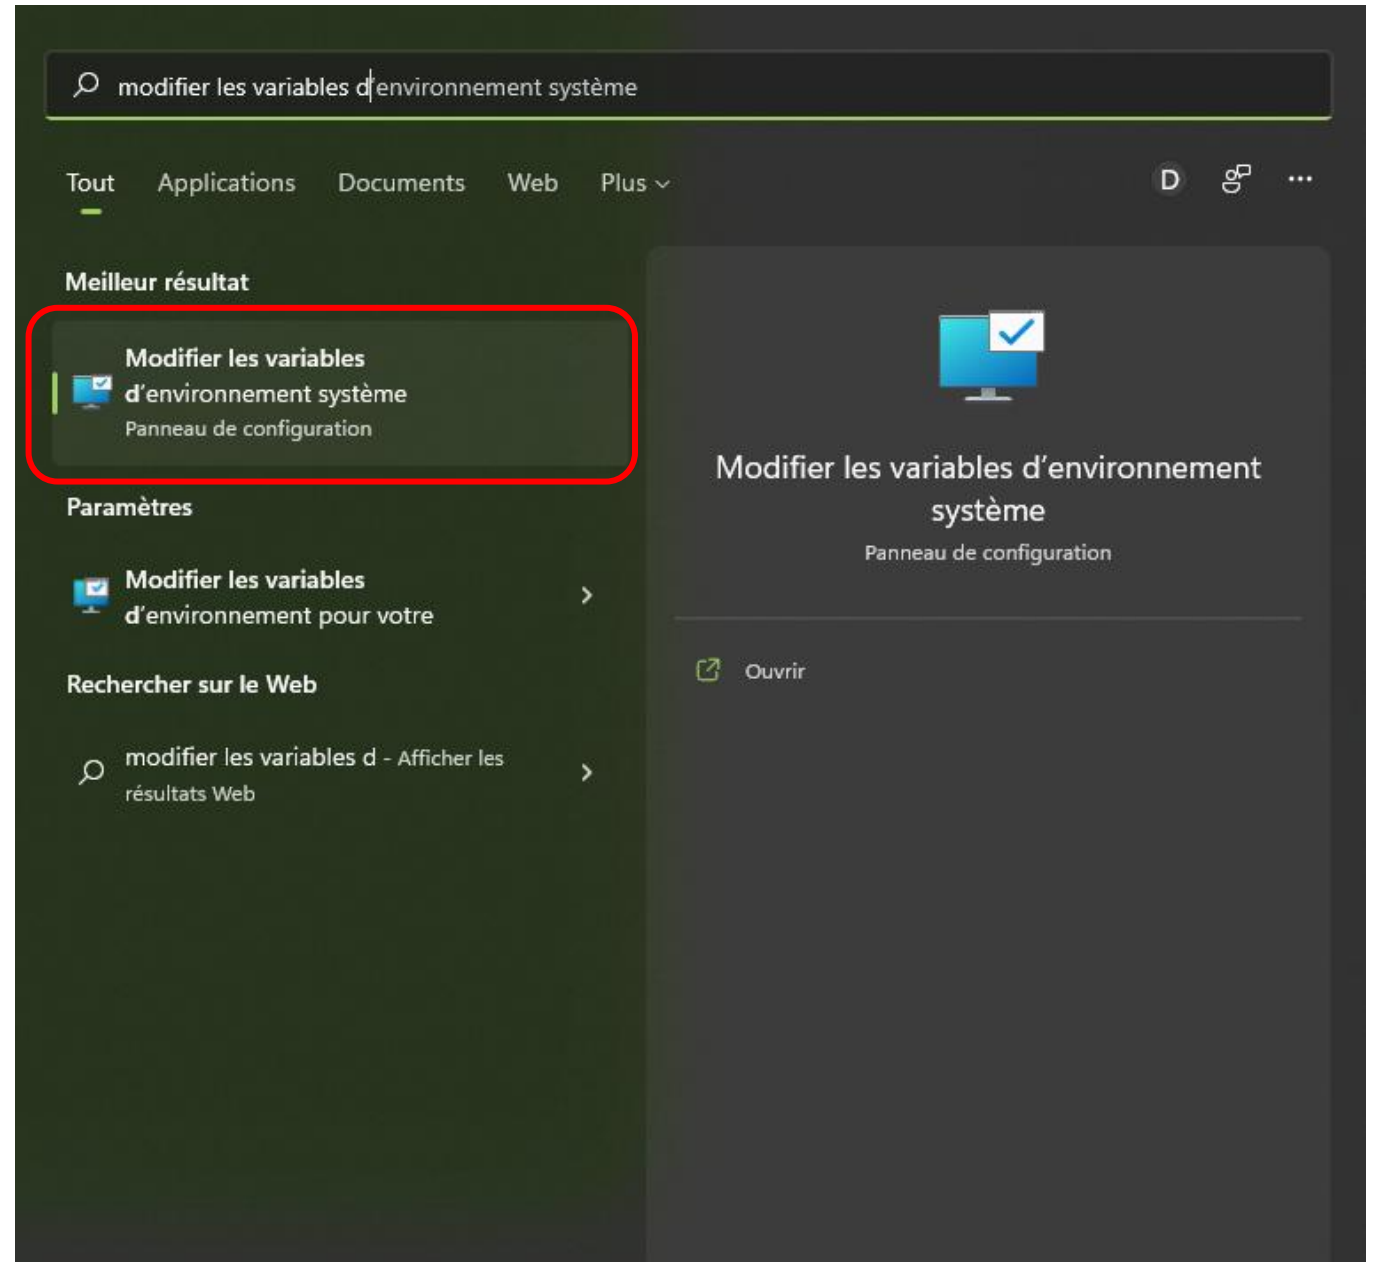 modifier les variables d'environnement système
Tout Applications Documents Web Plus
D
Meilleur résultat
Modifier les variables
d'environnement système
Panneau de configuration
Paramètres
Modifier les variables
d'environnement pour votre
Rechercher sur le Web
modifier les variables d - Afficher les
résultats Web
Modifier les variables d'environnement
système
Panneau de configuration
Ouvrir